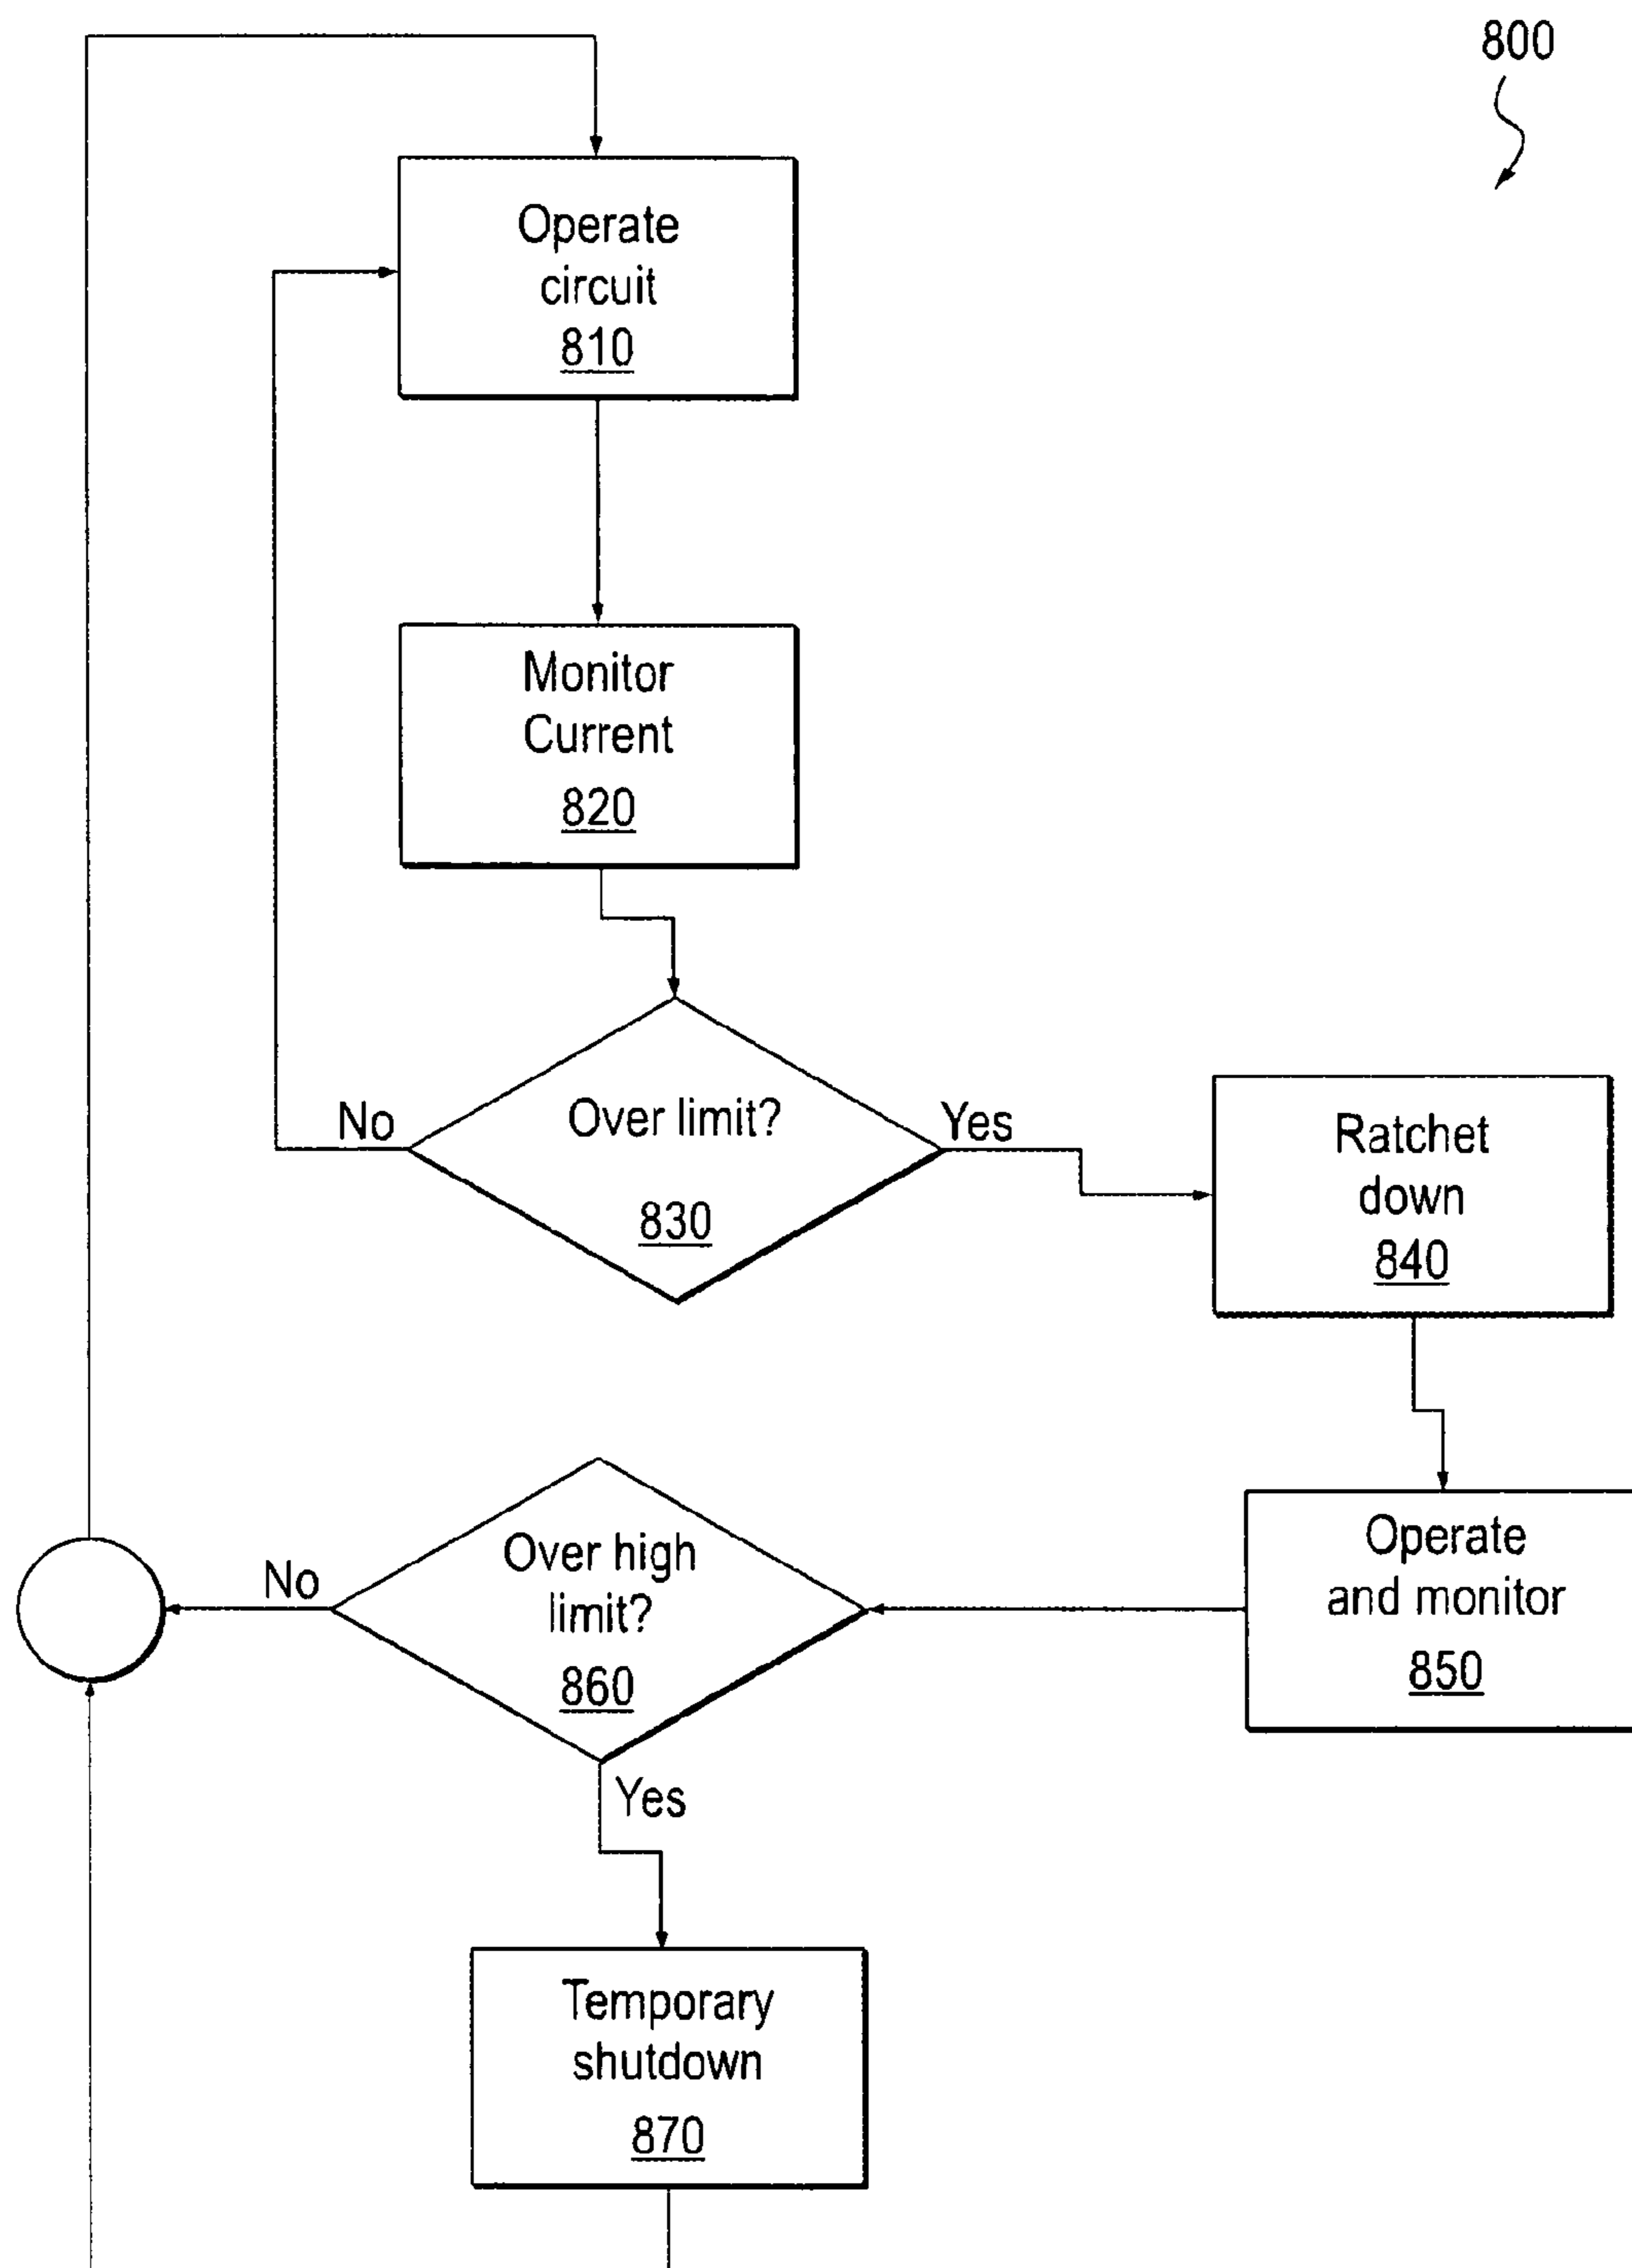 800
Operate
circuit
810
Monitor
Current
820
Over limit?
830
No
Yes
Ratchet
down
840
Operate
and monitor
850
Over high
limit?
860
No
Yes
Temporary
shutdown
870